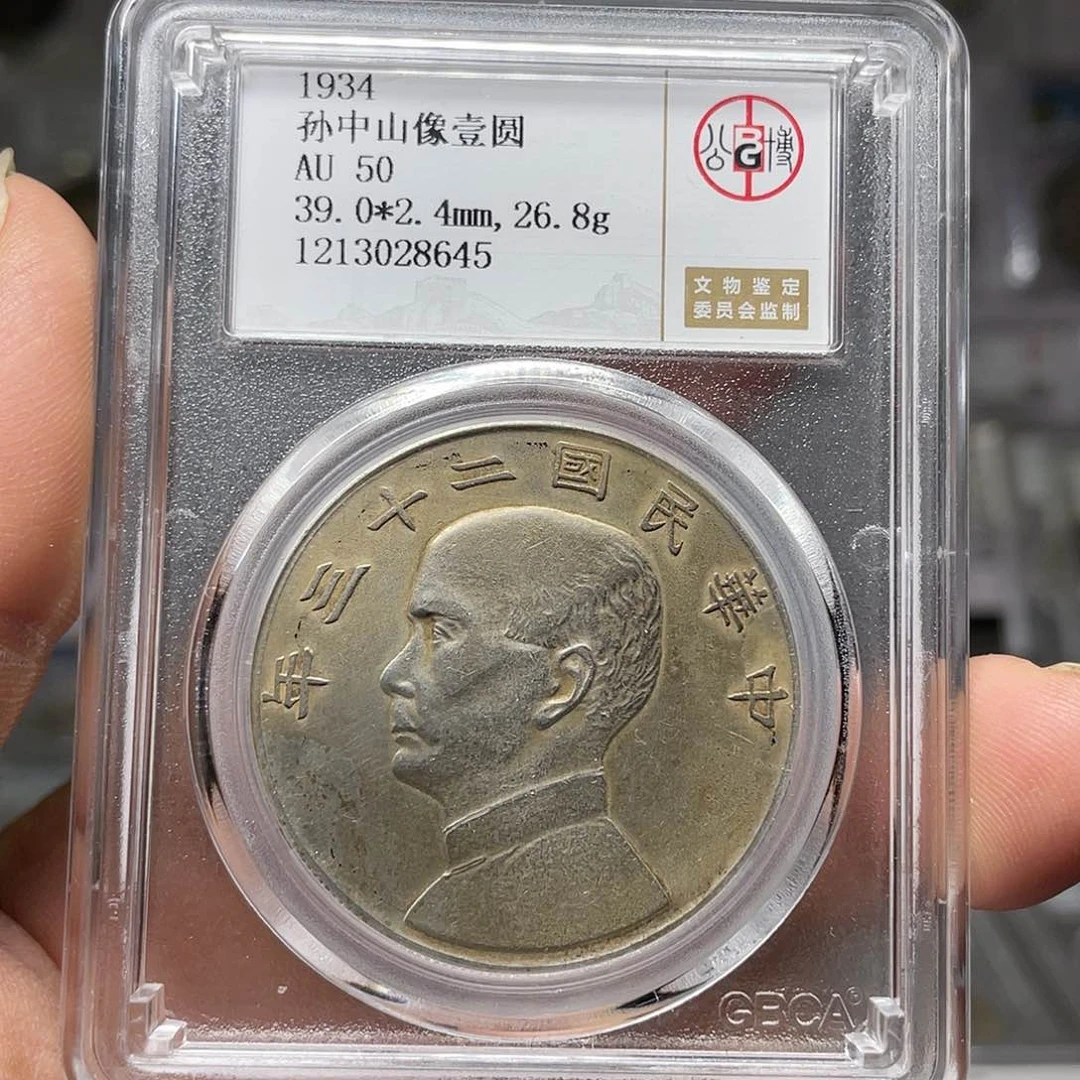 1934
孙中山像壹圆
AU 50
39.0*2.4mm,26.8g
1213028645
公 BG 博
文物鉴定
委员会监制
中華民國二十三年
GBCA®